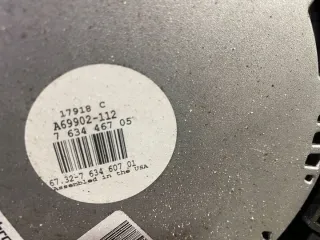 17918 C
A69902-112
7 634 467 05
67.32-7 634 607 01
Assembled in the USA